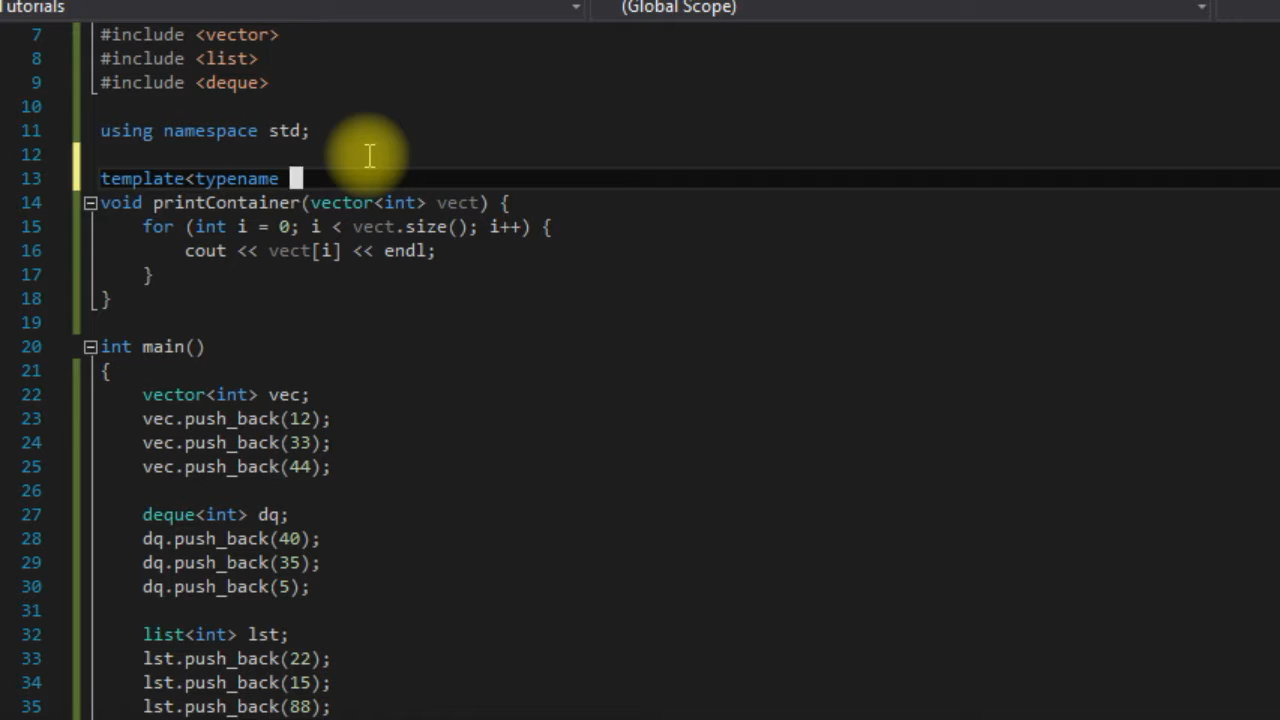 Tutorials (Global Scope)
7 #include <vector>
8 #include <list>
9 #include <deque>
10
11 using namespace std;
12
13 template<typename
14 void printContainer(vector<int> vect) {
15 for (int i = 0; i < vect.size(); i++) {
16 cout << vect[i] << endl;
17 }
18 }
19
20 int main()
21 {
22 vector<int> vec;
23 vec.push_back(12);
24 vec.push_back(33);
25 vec.push_back(44);
26
27 deque<int> dq;
28 dq.push_back(40);
29 dq.push_back(35);
30 dq.push_back(5);
31
32 list<int> lst;
33 lst.push_back(22);
34 lst.push_back(15);
35 lst.push_back(88);